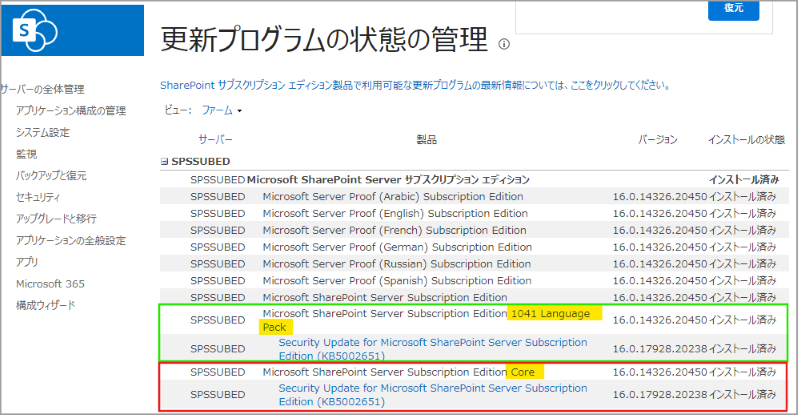 復元
S
更新プログラムの状態の管理
SharePoint サブスクリプション エディション製品で利用可能な更新プログラムの最新情報については、ここをクリックしてください。
サーバーの全体管理
アプリケーション構成の管理
システム設定
監視
バックアップと復元
セキュリティ
アップグレードと移行
アプリケーションの全般設定
アプリ
Microsoft 365
構成ウィザード
ビュー: ファーム
サーバー 製品 バージョン インストールの状態
SPSSUBED
SPSSUBED Microsoft SharePoint Server サブスクリプション エディション インストール済み
SPSSUBED Microsoft Server Proof (Arabic) Subscription Edition 16.0.14326.20450 インストール済み
SPSSUBED Microsoft Server Proof (English) Subscription Edition 16.0.14326.20450 インストール済み
SPSSUBED Microsoft Server Proof (French) Subscription Edition 16.0.14326.20450 インストール済み
SPSSUBED Microsoft Server Proof (German) Subscription Edition 16.0.14326.20450 インストール済み
SPSSUBED Microsoft Server Proof (Russian) Subscription Edition 16.0.14326.20450 インストール済み
SPSSUBED Microsoft Server Proof (Spanish) Subscription Edition 16.0.14326.20450 インストール済み
SPSSUBED Microsoft SharePoint Server Subscription Edition 16.0.14326.20450 インストール済み
SPSSUBED Microsoft SharePoint Server Subscription Edition 1041 Language 16.0.14326.20450 インストール済み
Pack
SPSSUBED Security Update for Microsoft SharePoint Server Subscription 16.0.17928.20238 インストール済み
Edition (KB5002651)
SPSSUBED Microsoft SharePoint Server Subscription Edition Core 16.0.14326.20450 インストール済み
SPSSUBED Security Update for Microsoft SharePoint Server Subscription 16.0.17928.20238 インストール済み
Edition (KB5002651)